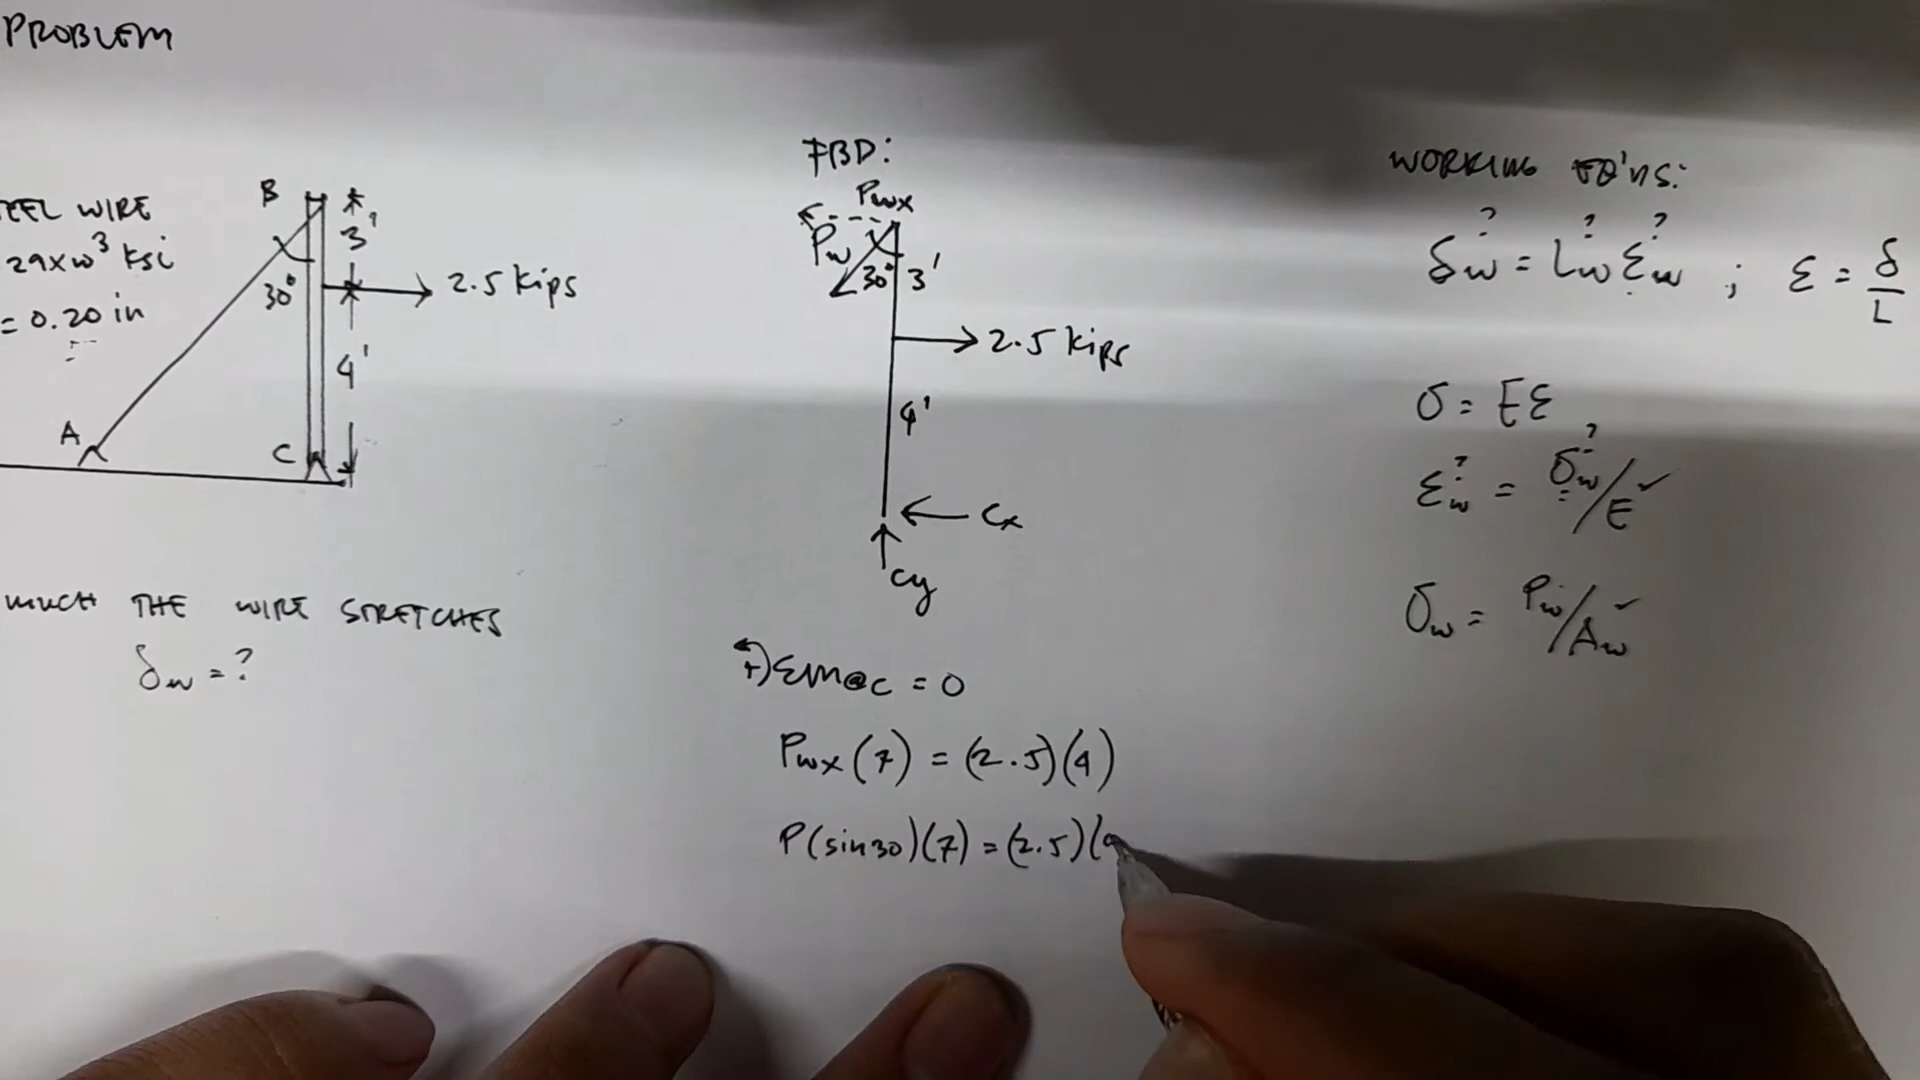 PROBLEM
TEEL WIRE
29x10³ ksi
= 0.20 in
B
3'
30°
2.5 kips
4'
A
C
MUCH THE WIRE STRETCHES
δw = ?
FBD:
Pwx
Pw
30°
3'
2.5 kips
4'
Cx
Cy
+) ΣM@C = 0
Pwx (7) = (2.5)(4)
P(sin30)(7) = (2.5)(
WORKING EQ'NS:
? ? ?
δw = Lw εw ; ε = δ/L
σ = Eε
? ?
εw = σw/E ✓
σw = Pw/Aw ✓